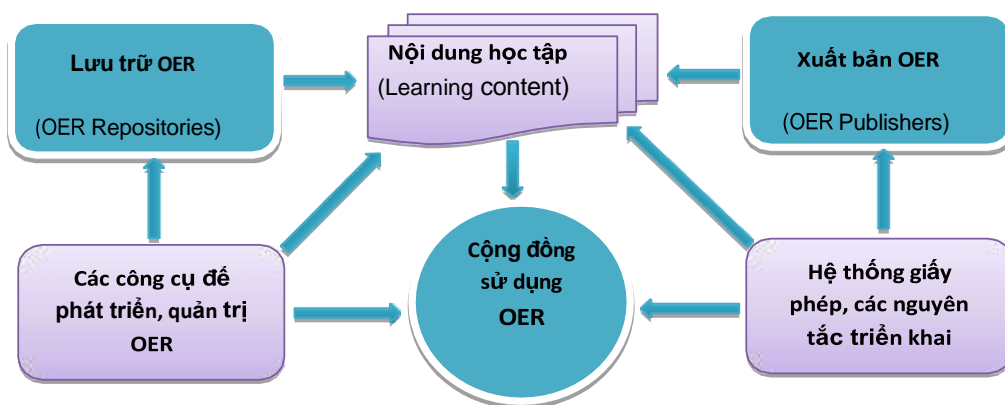 Lưu trữ OER
(OER Repositories)
Nội dung học tập
(Learning content)
Xuất bản OER
(OER Publishers)
Các công cụ để
phát triển, quản trị
OER
Cộng đồng
sử dụng
OER
Hệ thống giấy
phép, các nguyên
tắc triển khai